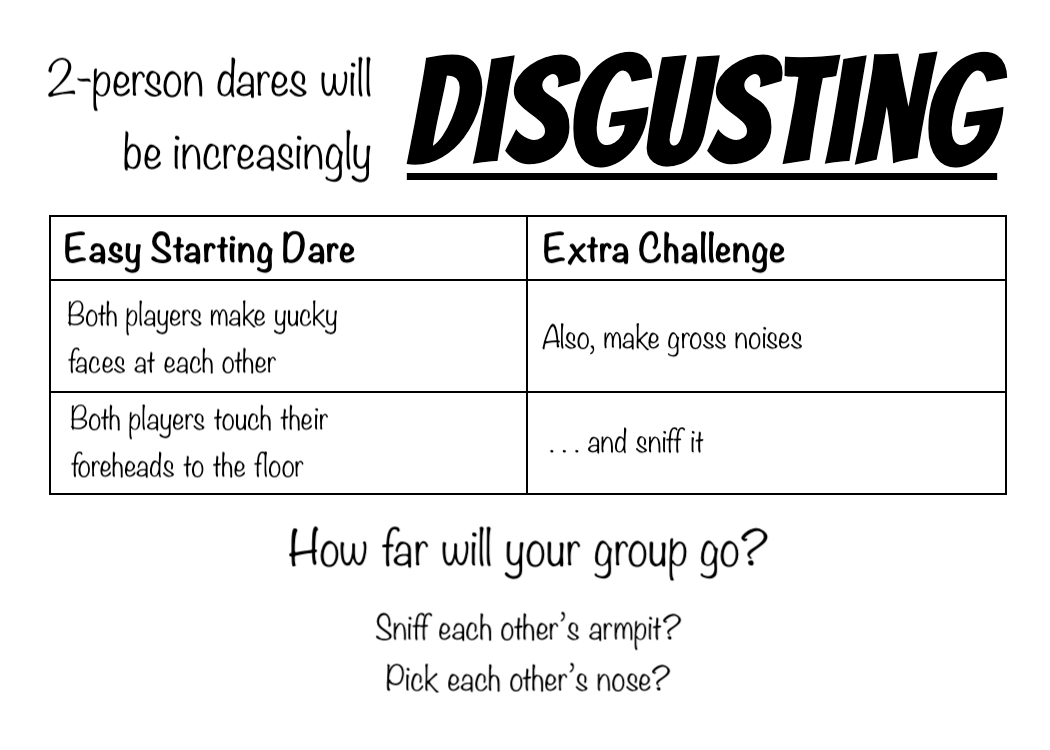 2-person dares will
be increasingly
DISGUSTING
Easy Starting Dare
Extra Challenge
Both players make yucky
faces at each other
Also, make gross noises
Both players touch their
foreheads to the floor
. . . and sniff it
How far will your group go?
Sniff each other’s armpit?
Pick each other’s nose?